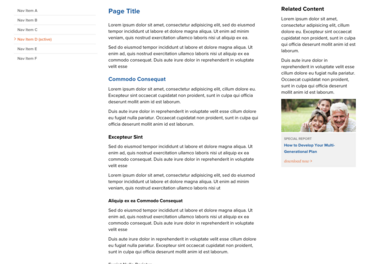 Nav Item A
Nav Item B
Nav Item C
> Nav Item D (active)
Nav Item E
Nav Item F
Page Title
Lorem ipsum dolor sit amet, consectetur adipisicing elit, sed do eiusmod tempor
incididunt ut labore et dolore magna aliqua. Ut enim ad minim veniam, quis
nostrud exercitation ullamco laboris nisi ut aliquip ex ea
Sed do eiusmod tempor incididunt ut labore et dolore magna aliqua. Ut
enim ad, quis nostrud exercitation ullamco laboris nisi ut aliquip ex ea
commodo consequat. Duis aute irure dolor in reprehenderit in voluptate
velit esse
Commodo Consequat
Lorem ipsum dolor sit amet, consectetur adipisicing elit, cillum dolore eu.
Excepteur sint occaecat cupidatat non proident, sunt in culpa qui officia
deserunt mollit anim id est laborum.
Duis aute irure dolor in reprehenderit in voluptate velit esse cillum dolore
eu fugiat nulla pariatur. Occaecat cupidatat non proident, sunt in culpa qui
officia deserunt mollit anim id est laborum.
Excepteur Sint
Sed do eiusmod tempor incididunt ut labore et dolore magna aliqua. Ut
enim ad, quis nostrud exercitation ullamco laboris nisi ut aliquip ex ea
commodo consequat. Duis aute irure dolor in reprehenderit in voluptate
velit esse
Lorem ipsum dolor sit amet, consectetur adipisicing elit, sed do eiusmod
tempor incididunt ut labore et dolore magna aliqua. Ut enim ad minim
veniam, quis nostrud exercitation ullamco laboris nisi ut
Aliquip en ea Commodo Consequat
Sed do eiusmod tempor incididunt ut labore et dolore magna aliqua. Ut
enim ad, quis nostrud exercitation ullamco laboris nisi ut aliquip ex ea
commodo consequat. Duis aute irure dolor in reprehenderit in voluptate
velit esse
Duis aute irure dolor in reprehenderit in voluptate velit esse cillum dolore
eu fugiat nulla pariatur. Excepteur sint occaecat cupidatat non proident,
sunt in culpa qui officia deserunt mollit anim id est laborum.
Related Content
Lorem ipsum dolor sit amet,
consectetur adipisicing elit, cillum
dolore eu. Excepteur sint occaecat
cupidatat non proident, sunt in culpa
qui officia deserunt mollit anim id est
laborum.
Duis aute irure dolor in
reprehenderit in voluptate velit esse
cillum dolore eu fugiat nulla pariatur.
Occaecat cupidatat non proident,
sunt in culpa qui officia deserunt
mollit anim id est laborum.
SPECIAL REPORT
How to Develop Your Multi-
Generational Plan
download now >